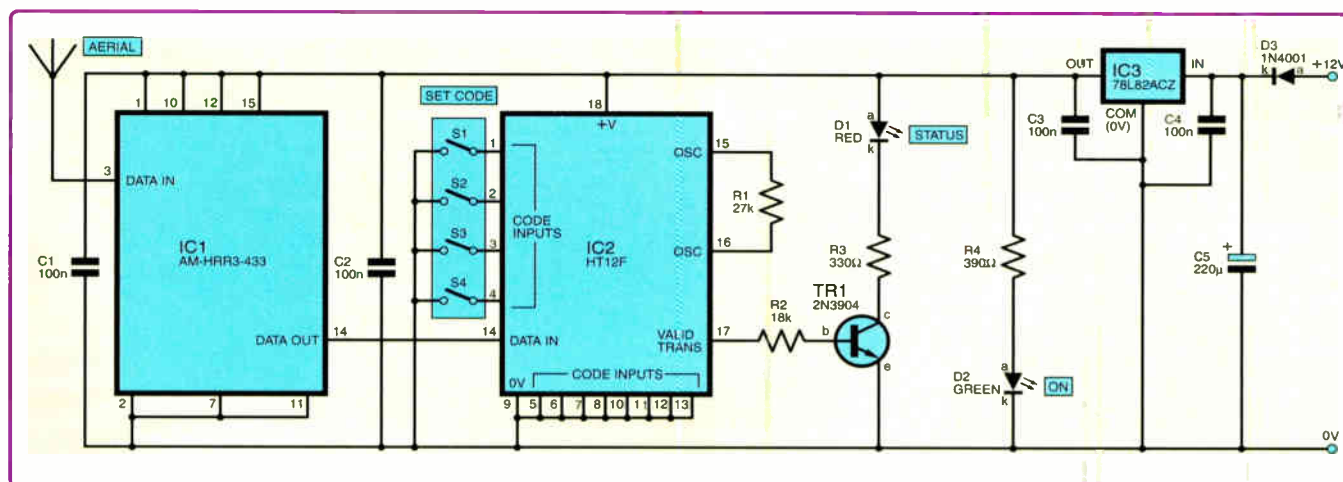 AERIAL
1
10
12
15
3
DATA IN
IC1
AM-HRR3-433
DATA OUT
14
2
7
11
C1
100n
C2
100n
SET CODE
S1
S2
S3
S4
18
+V
1
2
3
4
CODE
INPUTS
IC2
HT12F
14
DATA IN
OSC
15
OSC
16
VALID
TRANS
17
0V
CODE INPUTS
9
5
6
7
8
10
11
12
13
R1
27k
R2
18k
a
D1
RED
k
STATUS
R3
330Ω
TR1
2N3904
b
c
e
R4
390Ω
a
D2
GREEN
k
ON
OUT
IC3
78L82ACZ
IN
COM
(0V)
C3
100n
C4
100n
D3
1N4001
k
a
+12V
+
C5
220µ
0V